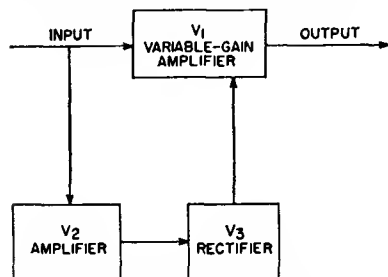 INPUT
V1
VARIABLE-GAIN
AMPLIFIER
OUTPUT
V2
AMPLIFIER
V3
RECTIFIER